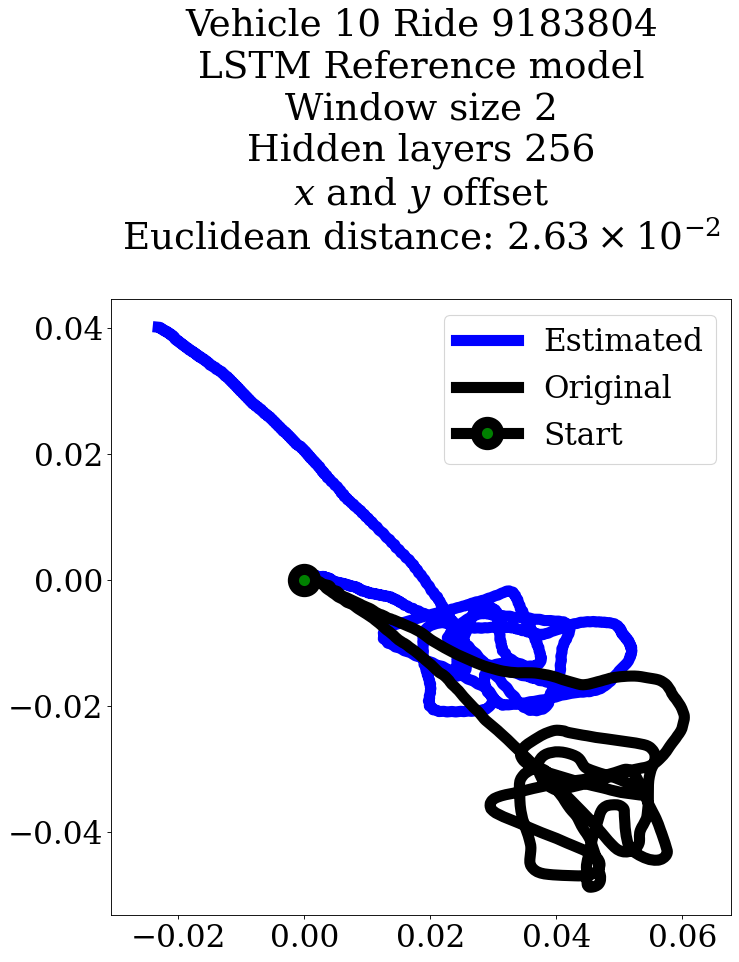 Vehicle 10 Ride 9183804
LSTM Reference model
Window size 2
Hidden layers 256
x and y offset
Euclidean distance: 2.63 × 10⁻²
Estimated
Original
Start
0.04
0.02
0.00
−0.02
−0.04
−0.02 0.00 0.02 0.04 0.06